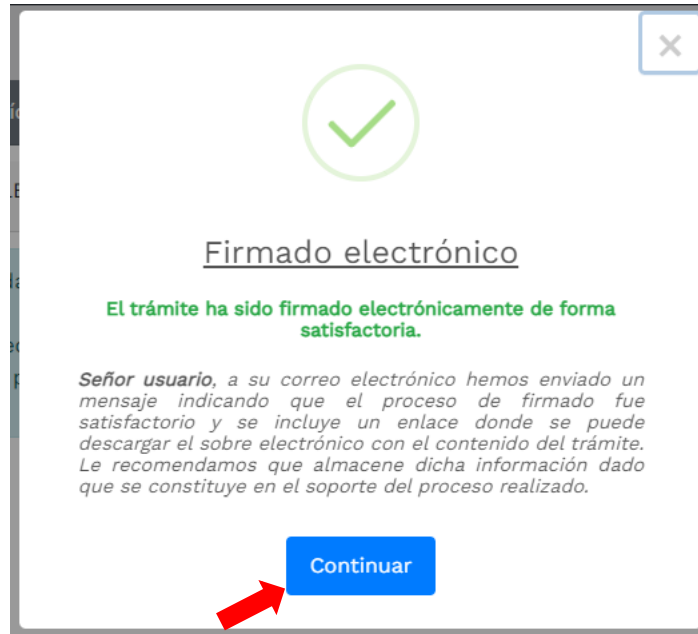 ×
Firmado electrónico
El trámite ha sido firmado electrónicamente de forma
satisfactoria.
Señor usuario, a su correo electrónico hemos enviado un
mensaje indicando que el proceso de firmado fue
satisfactorio y se incluye un enlace donde se puede
descargar el sobre electrónico con el contenido del trámite.
Le recomendamos que almacene dicha información dado
que se constituye en el soporte del proceso realizado.
Continuar